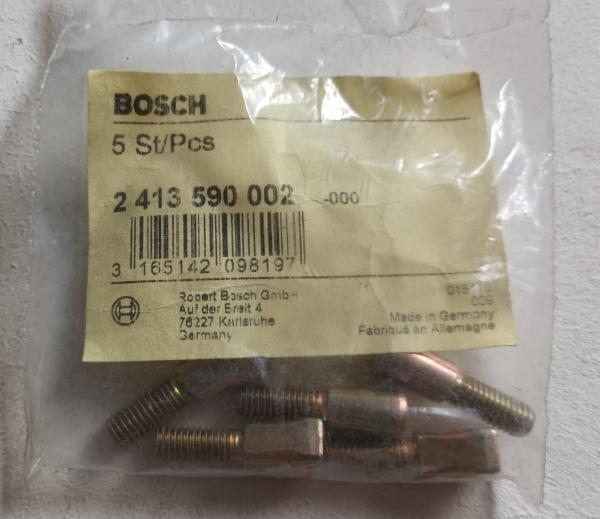 BOSCH
5 St/Pcs
2 413 590 002 -000
3 165142 098197
Robert Bosch GmbH
Auf der Breit 4
76227 Karlsruhe
Germany
009
Made in Germany
Fabriqué en Allemagne